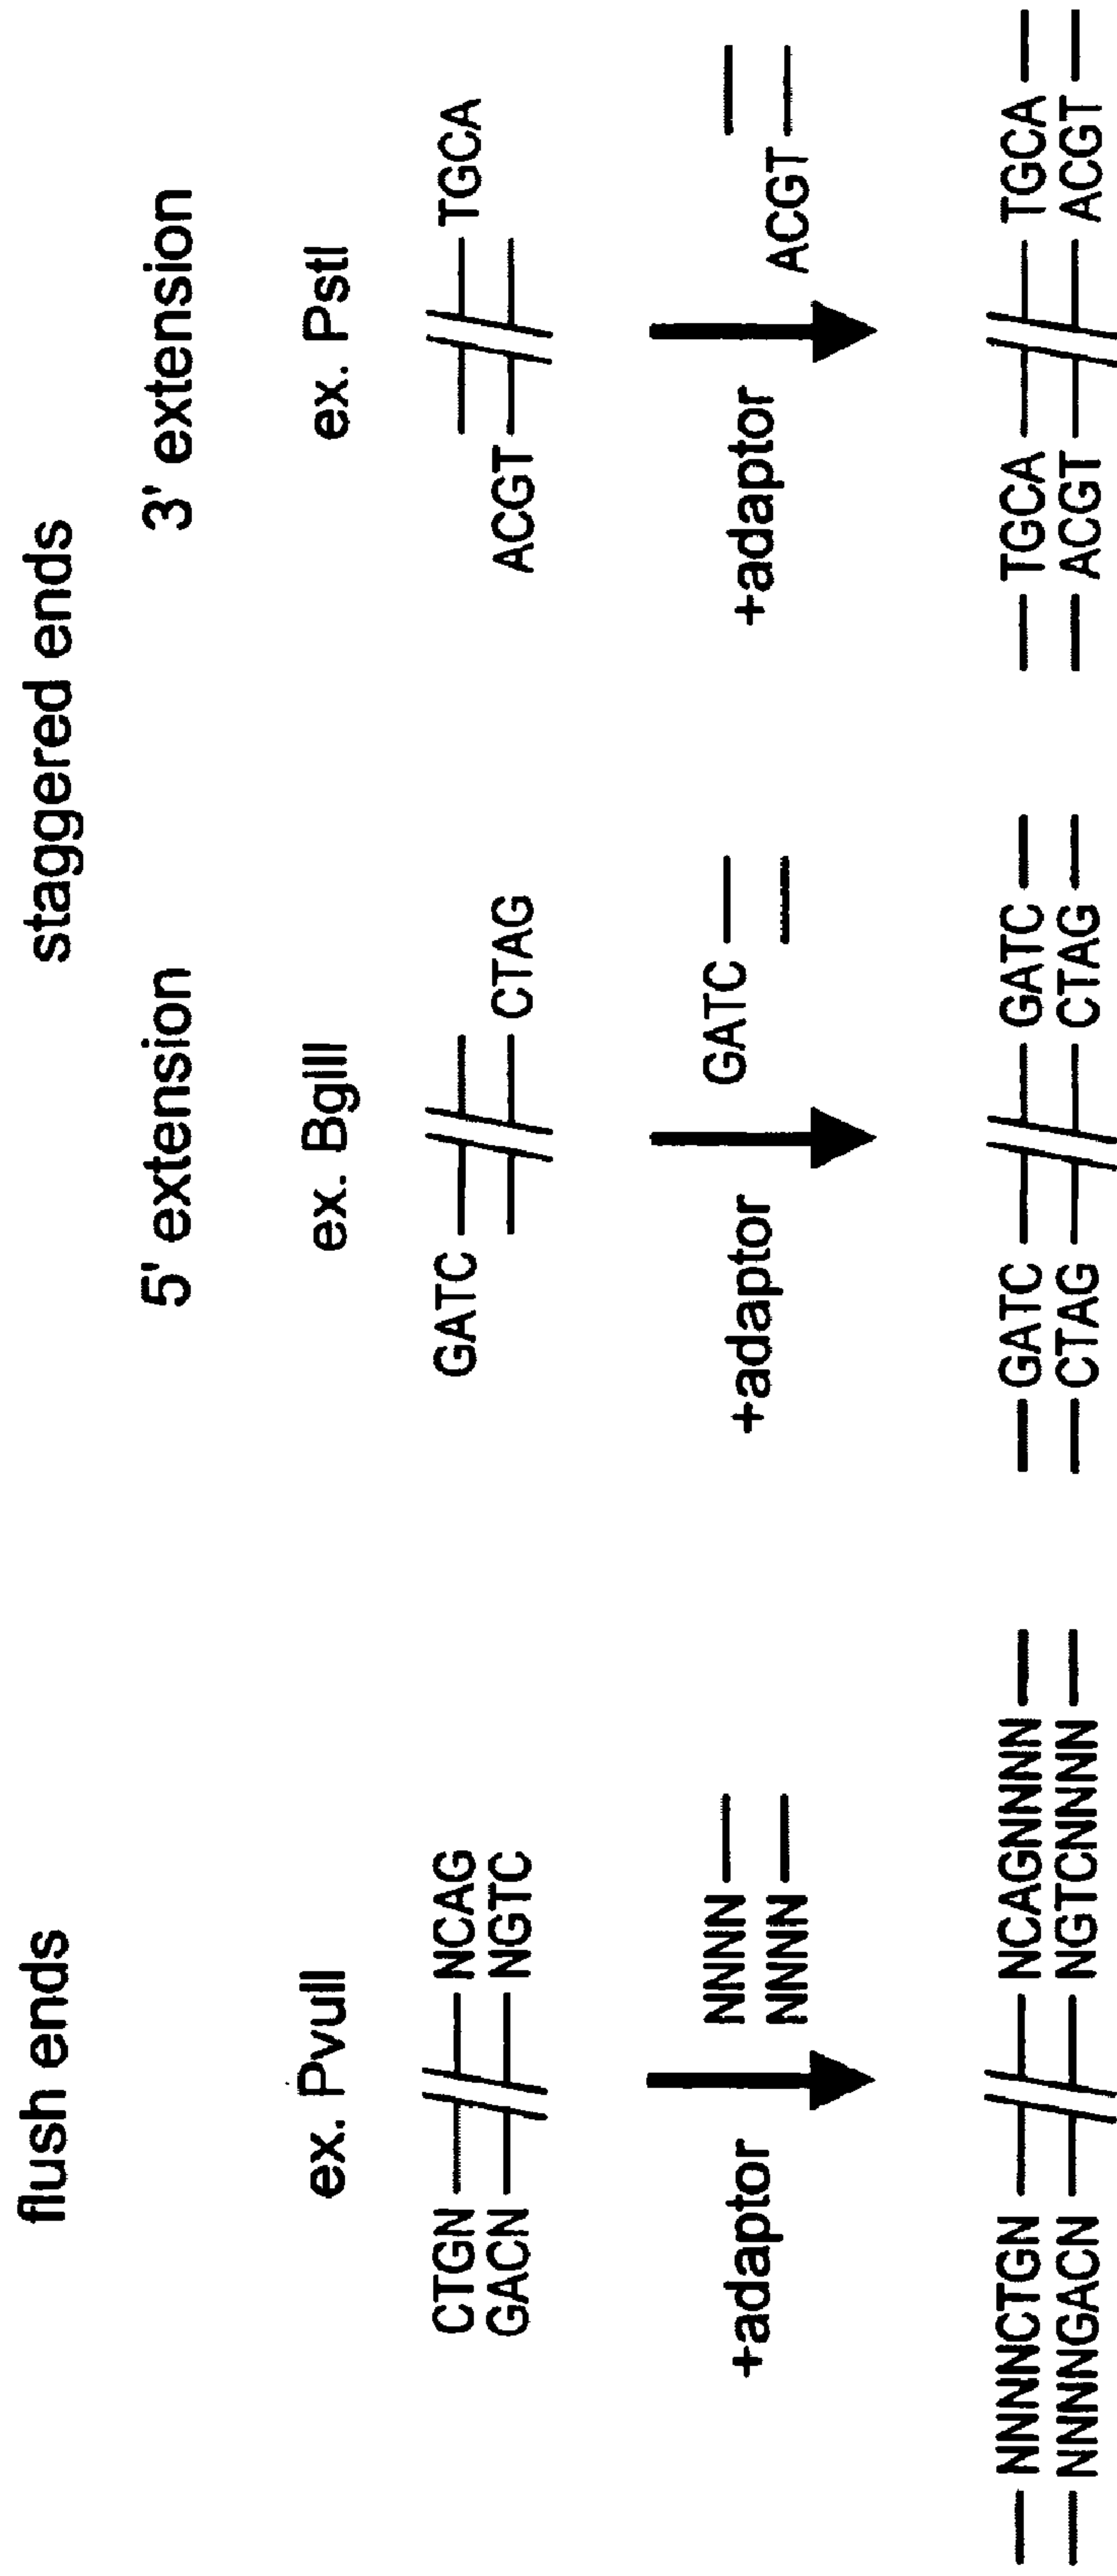 flush ends
staggered ends
5' extension
3' extension
ex. PvuII
ex. BglII
ex. PstI
CTGN NCAG
GACN NGTC
GATC
CTAG
TGCA
ACGT
+adaptor
NNNN
NNNN
+adaptor
GATC
+adaptor
ACGT
NNNNCTGN NCAGNNNN
NNNNGACN NGTCNNNN
GATC GATC
CTAG CTAG
TGCA TGCA
ACGT ACGT